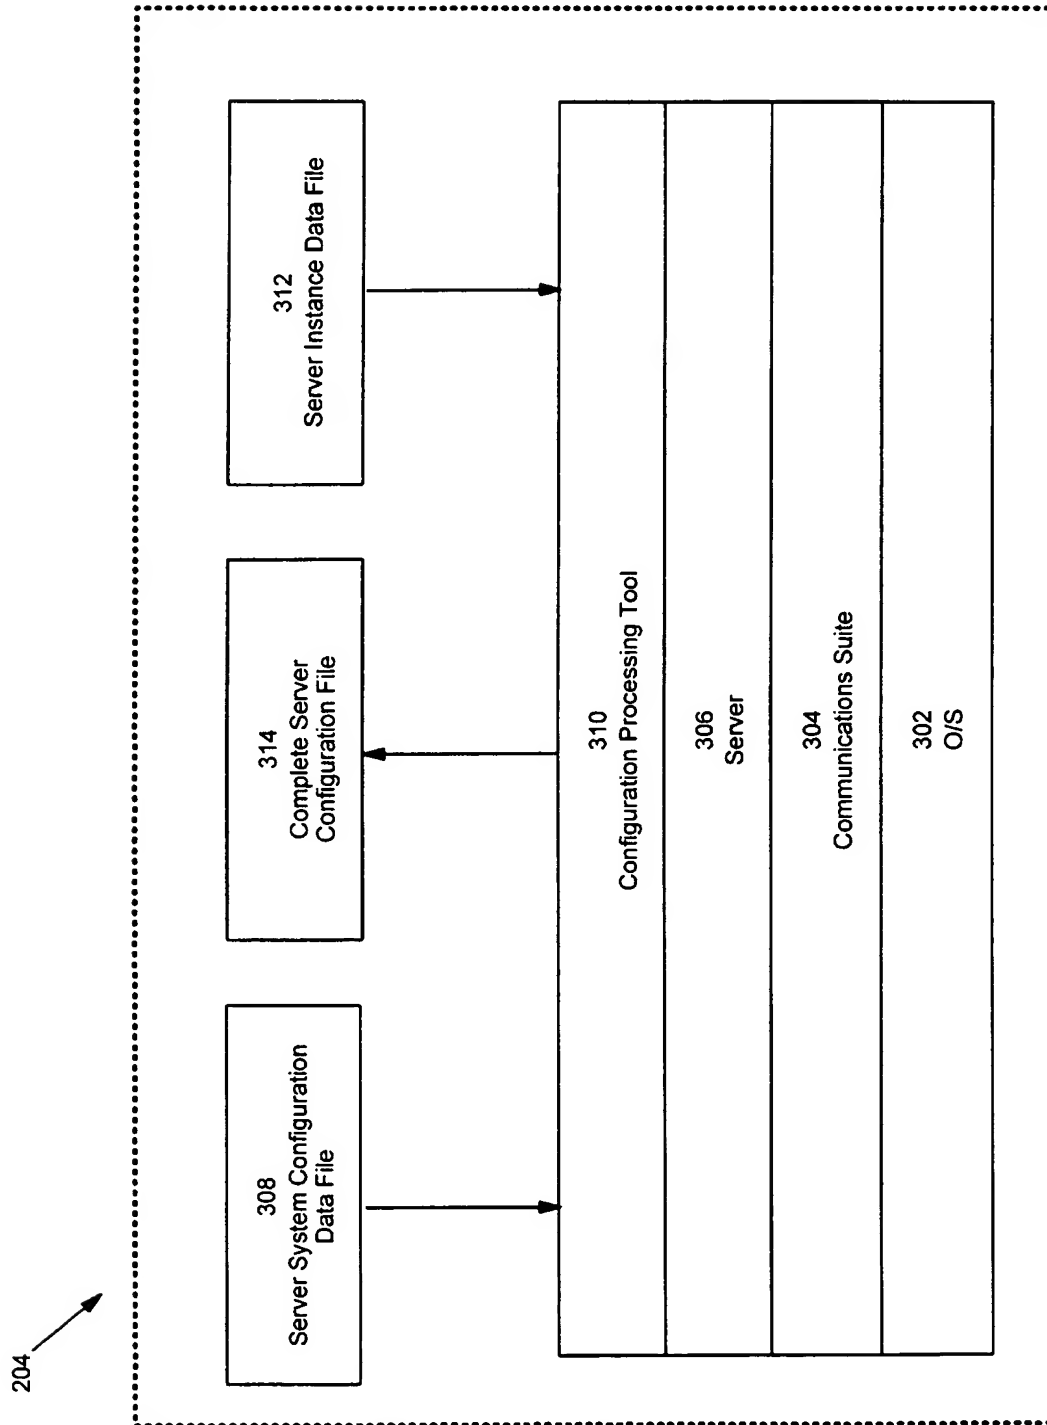 204
308
Server System Configuration
Data File
314
Complete Server
Configuration File
312
Server Instance Data File
310
Configuration Processing Tool
306
Server
304
Communications Suite
302
O/S